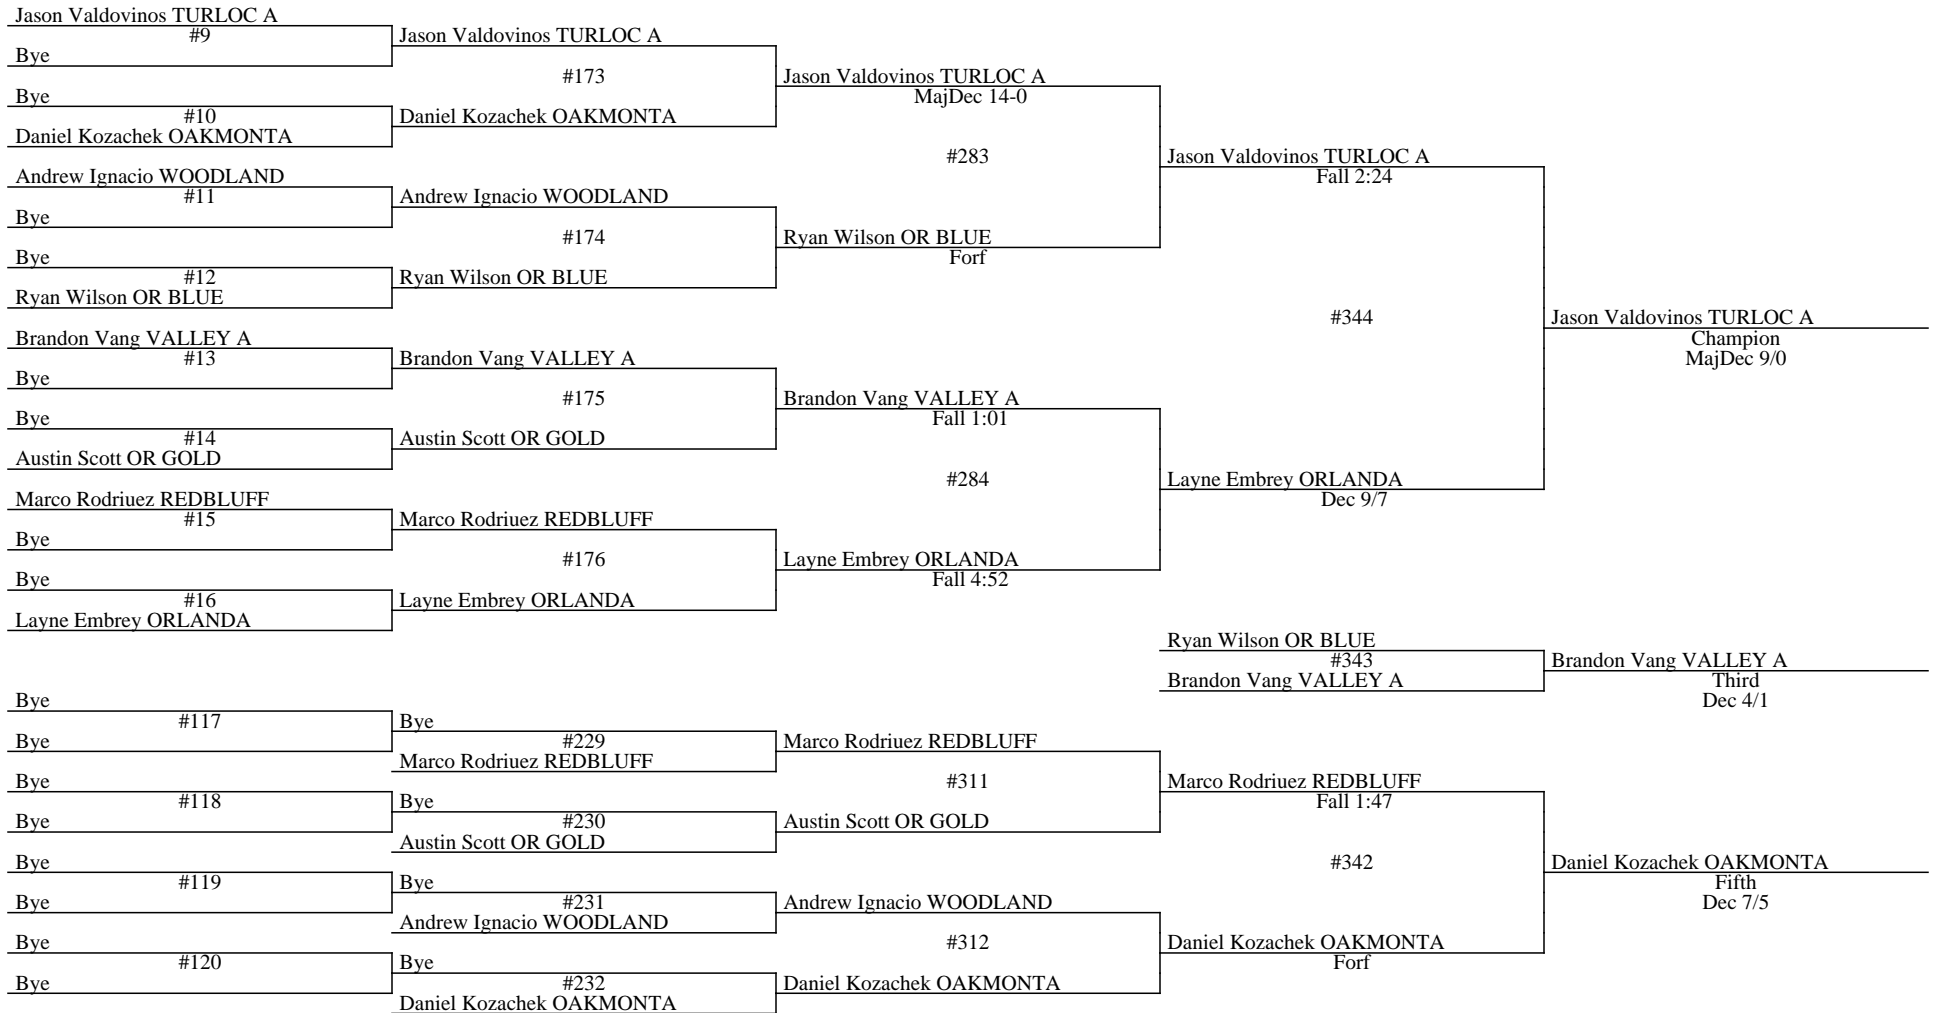 Jason Valdovinos TURLOC A
#9
Bye
Bye
#10
Daniel Kozachek OAKMONTA
Andrew Ignacio WOODLAND
#11
Bye
Bye
#12
Ryan Wilson OR BLUE
Brandon Vang VALLEY A
#13
Bye
Bye
#14
Austin Scott OR GOLD
Marco Rodriuez REDBLUFF
#15
Bye
Bye
#16
Layne Embrey ORLANDA
Jason Valdovinos TURLOC A
#173
Daniel Kozachek OAKMONTA
Andrew Ignacio WOODLAND
#174
Ryan Wilson OR BLUE
Brandon Vang VALLEY A
#175
Austin Scott OR GOLD
Marco Rodriuez REDBLUFF
#176
Layne Embrey ORLANDA
Jason Valdovinos TURLOC A
MajDec 14-0
#283
Ryan Wilson OR BLUE
Forf
Brandon Vang VALLEY A
Fall 1:01
#284
Layne Embrey ORLANDA
Fall 4:52
Jason Valdovinos TURLOC A
Fall 2:24
#344
Layne Embrey ORLANDA
Dec 9/7
Jason Valdovinos TURLOC A
Champion
MajDec 9/0
Ryan Wilson OR BLUE
#343
Brandon Vang VALLEY A
Brandon Vang VALLEY A
Third
Dec 4/1
Bye
#117
Bye
Bye
#118
Bye
Bye
#119
Bye
Bye
#120
Bye
Bye
#229
Marco Rodriuez REDBLUFF
Bye
#230
Austin Scott OR GOLD
Bye
#231
Andrew Ignacio WOODLAND
Bye
#232
Daniel Kozachek OAKMONTA
Marco Rodriuez REDBLUFF
#311
Austin Scott OR GOLD
Andrew Ignacio WOODLAND
#312
Daniel Kozachek OAKMONTA
Marco Rodriuez REDBLUFF
Fall 1:47
#342
Daniel Kozachek OAKMONTA
Forf
Daniel Kozachek OAKMONTA
Fifth
Dec 7/5